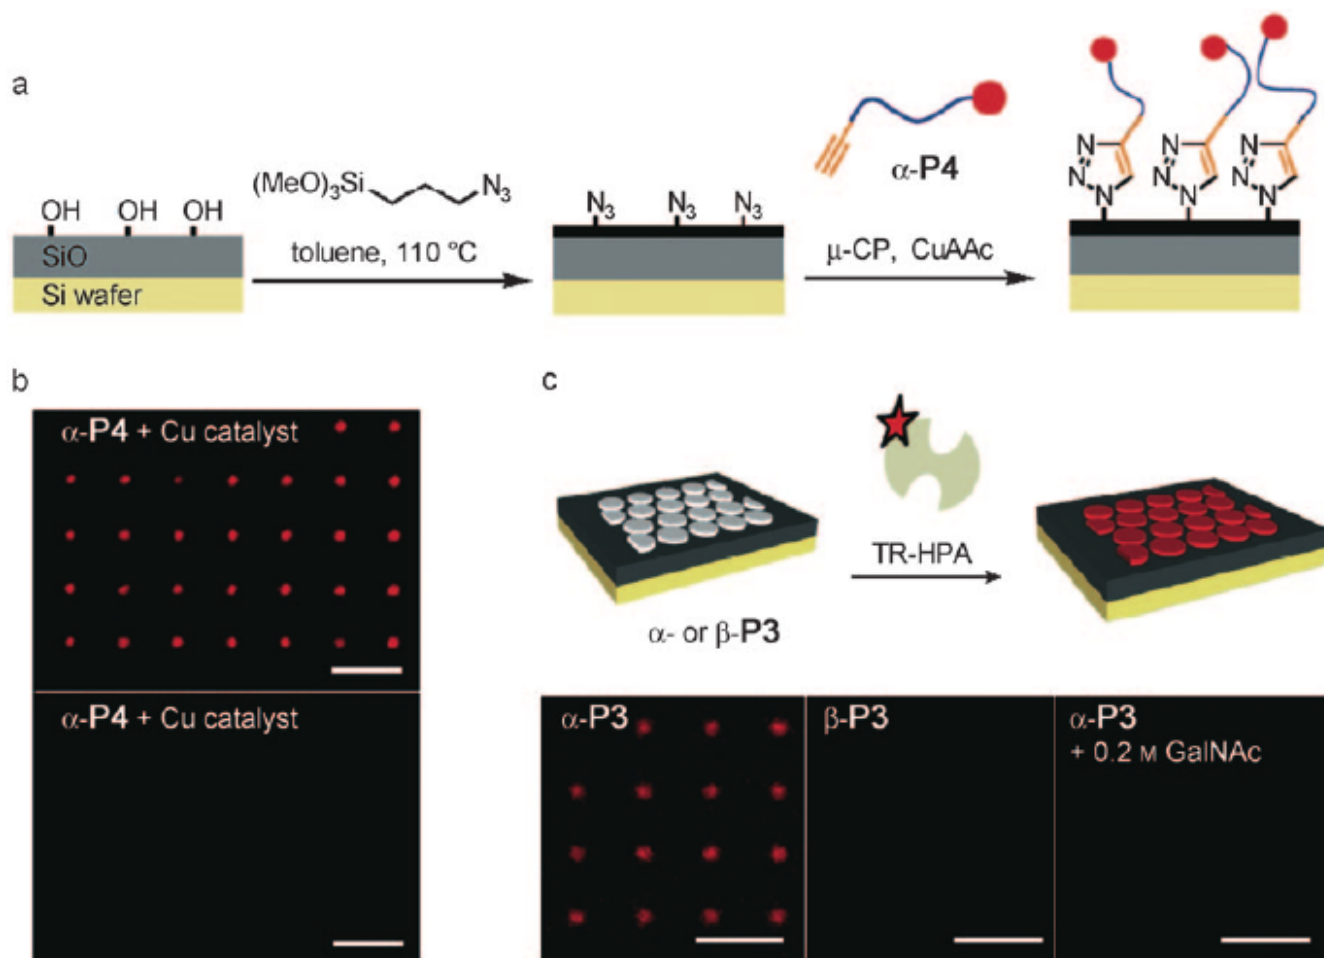 a
(MeO)₃Si
N₃
toluene, 110 °C
OH OH OH
SiO
Si wafer
N₃ N₃ N₃
α-P4
μ-CP, CuAAc
N N N
N N N
N N N
b
α-P4 + Cu catalyst
α-P4 + Cu catalyst
c
TR-HPA
α- or β-P3
α-P3
β-P3
α-P3
+ 0.2 M GalNAc